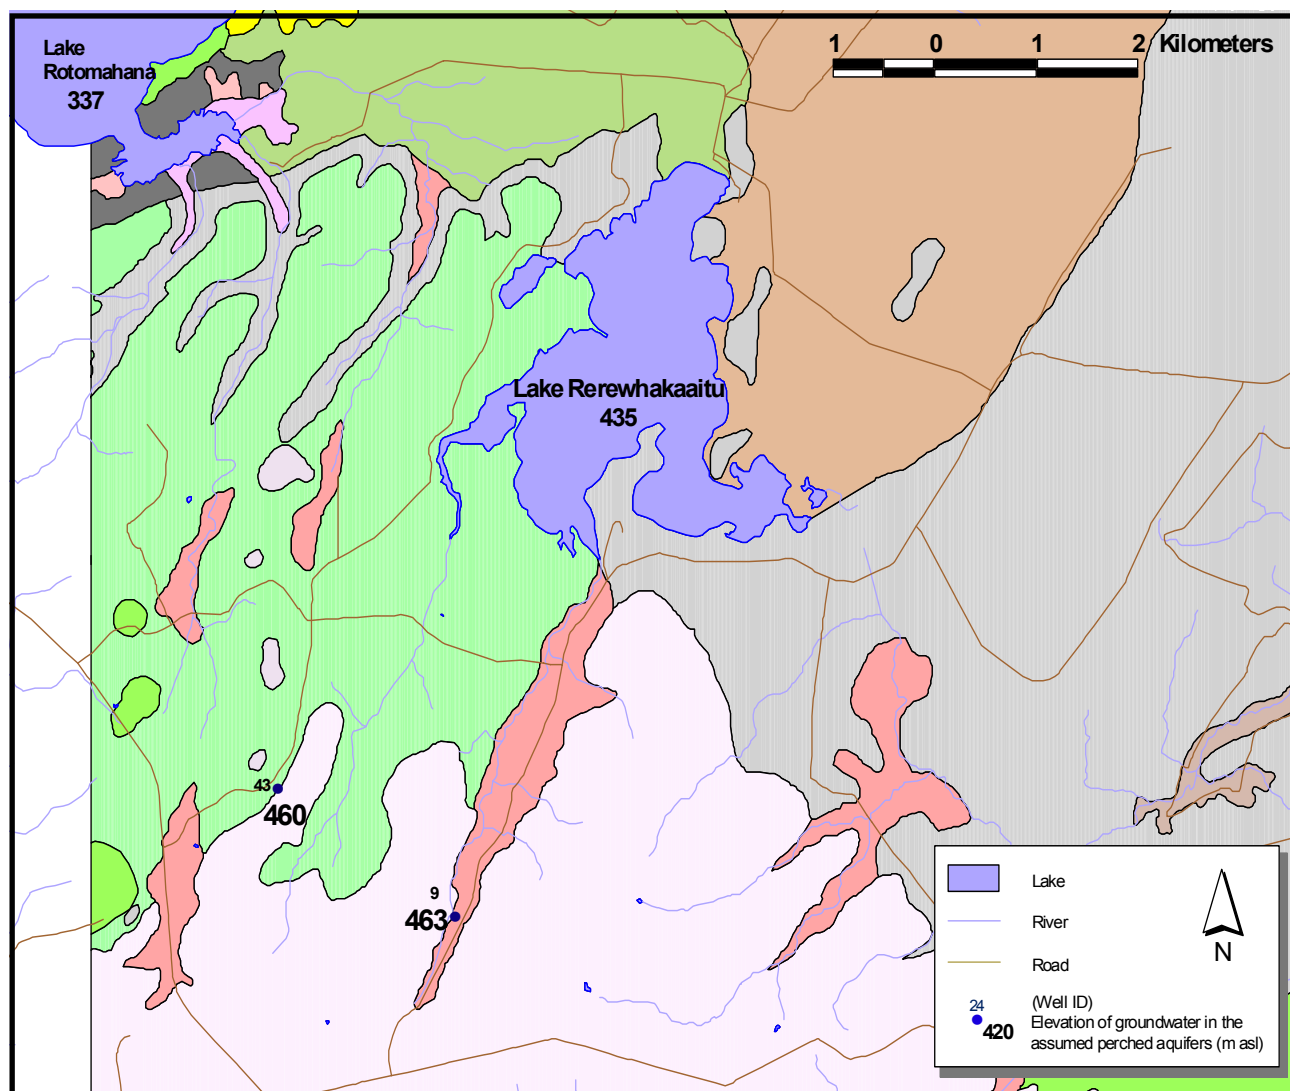 Lake
Rotomahana
337
1 0 1 2 Kilometers
Lake Rerewhakaaitu
435
43
460
9
463
Lake
River
Road
N
24
420
(Well ID)
Elevation of groundwater in the
assumed perched aquifers (m asl)